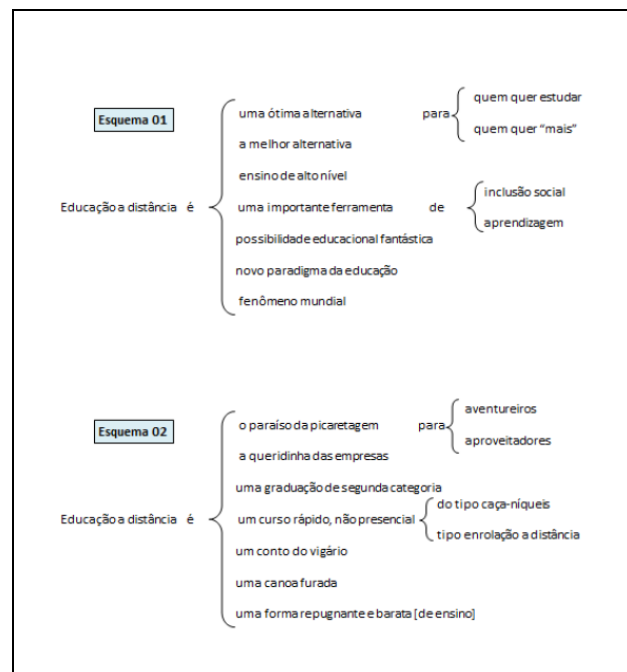 Esquema 01
Educação a distância é
uma ótima alternativa para
quem quer estudar
quem quer “mais”
a melhor alternativa
ensino de alto nível
uma importante ferramenta de
inclusão social
aprendizagem
possibilidade educacional fantástica
novo paradigma da educação
fenômeno mundial
Esquema 02
Educação a distância é
o paraíso da picaretagem para
aventureiros
aproveitadores
a queridinha das empresas
uma graduação de segunda categoria
um curso rápido, não presencial
do tipo caça-níqueis
tipo enrolação a distância
um conto do vigário
uma canoa furada
uma forma repugnante e barata [de ensino]